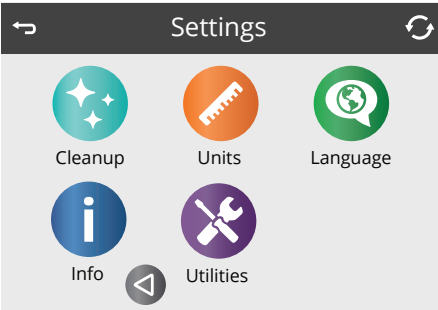 Settings
Cleanup
Units
Language
Info
Utilities